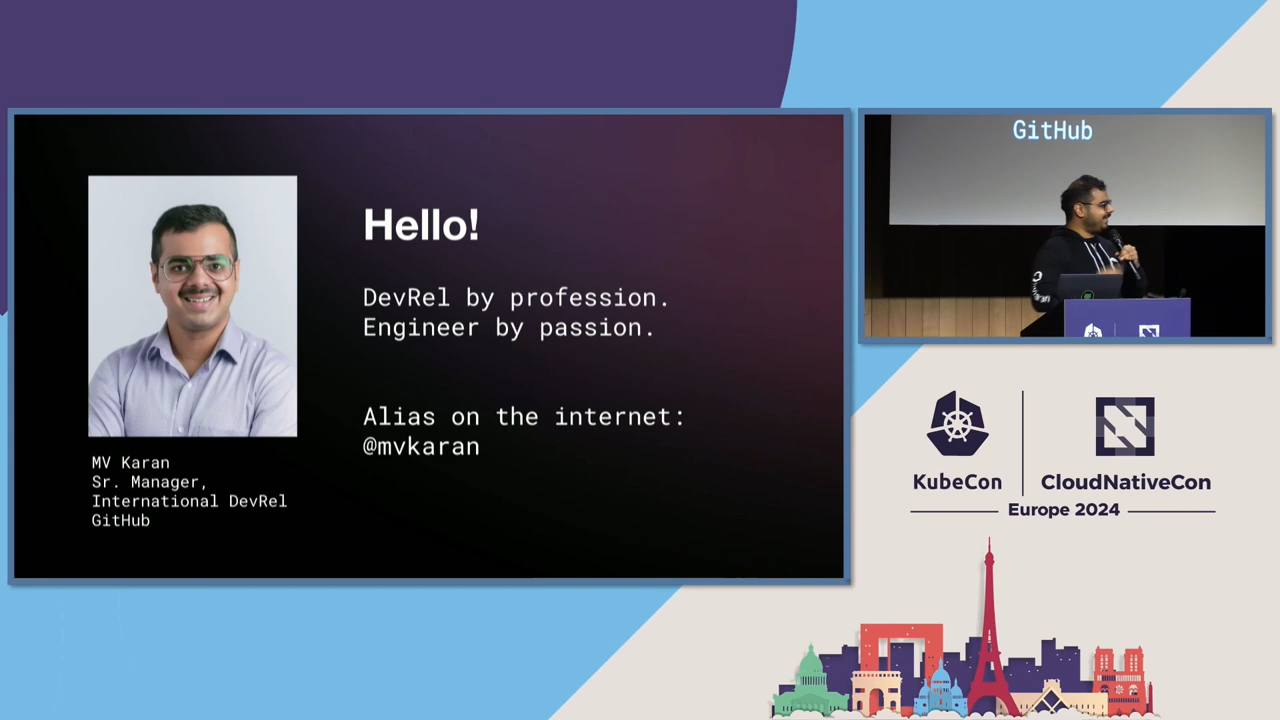 Hello!
DevRel by profession.
Engineer by passion.
Alias on the internet:
@mvkaran
MV Karan
Sr. Manager,
International DevRel
GitHub
GitHub
KubeCon
CloudNativeCon
Europe 2024